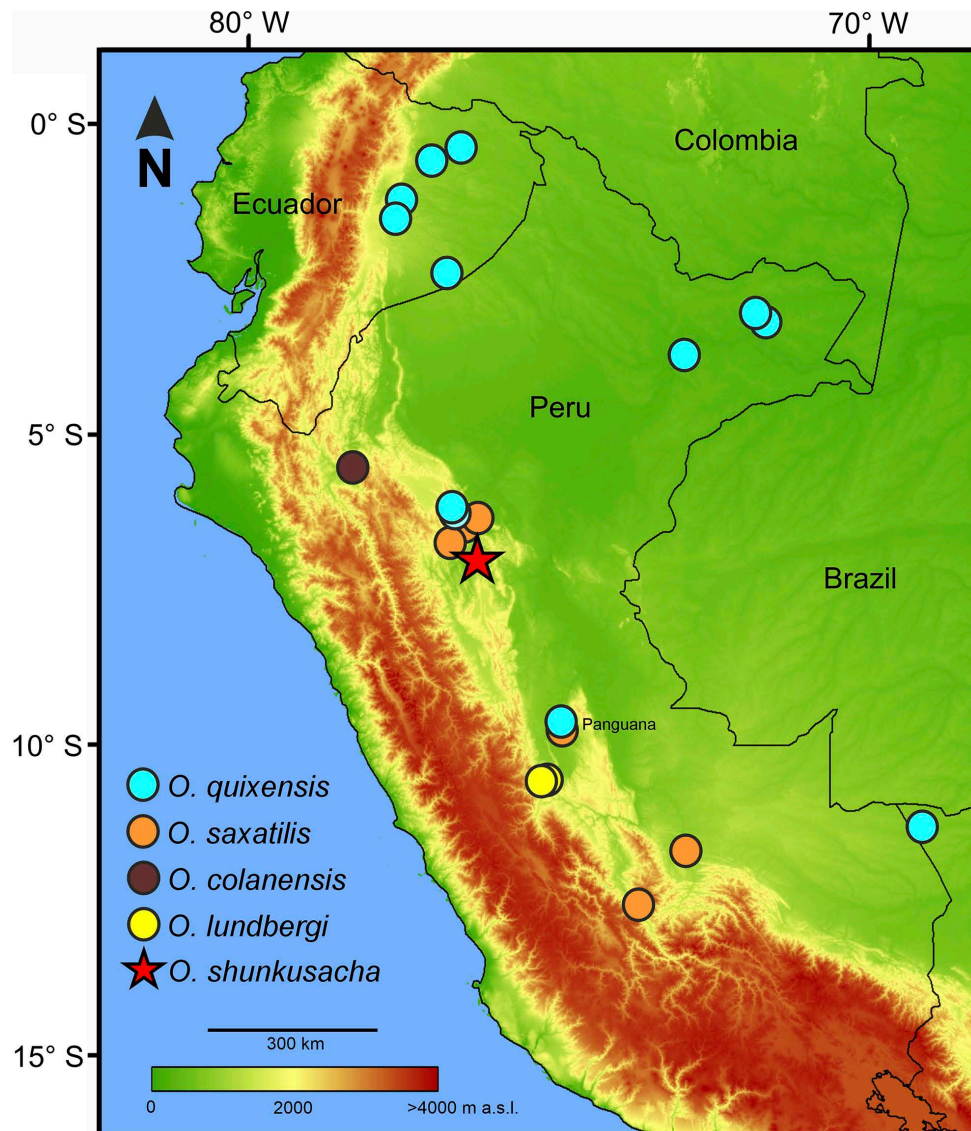 80° W
70° W
0° S
N
Colombia
Ecuador
5° S
Peru
Brazil
Panguana
10° S
O. quixensis
O. saxatilis
O. colanensis
O. lundbergi
O. shunkusacha
300 km
15° S
0
2000
>4000 m a.s.l.